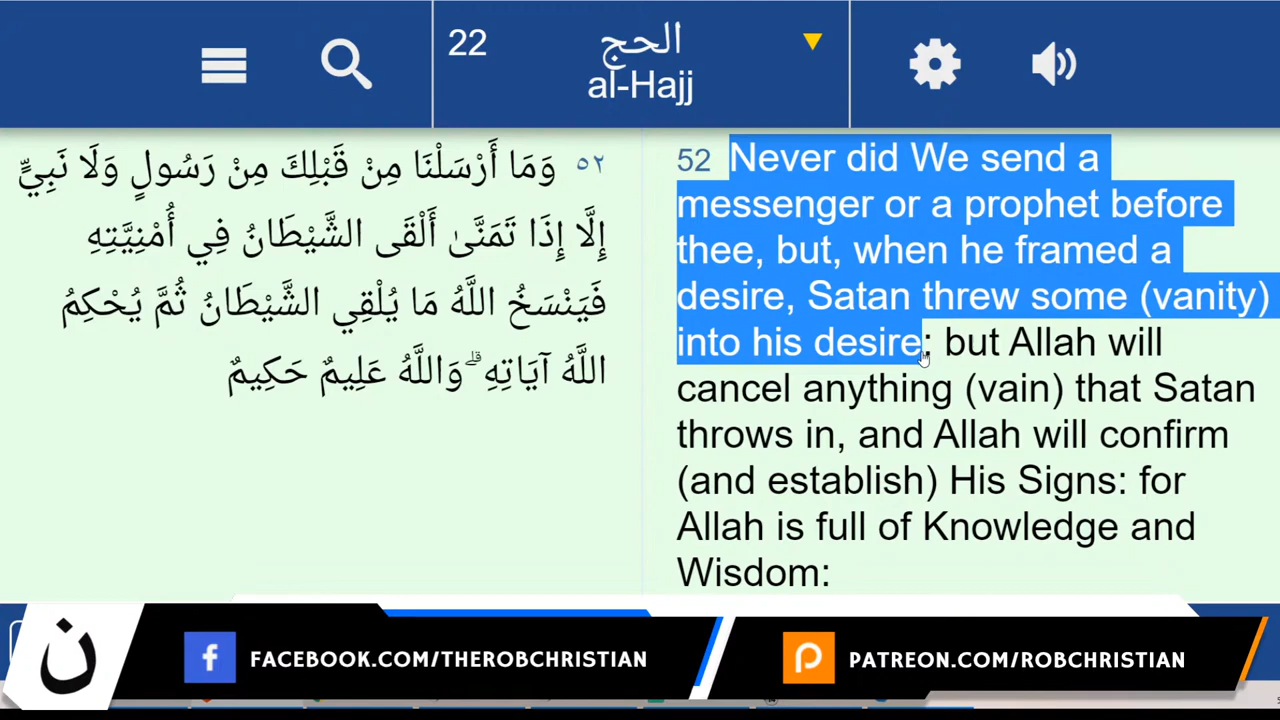 22
الحج
al-Hajj
٥٢ وَمَا أَرْسَلْنَا مِنْ قَبْلِكَ مِنْ رَسُولٍ وَلَا نَبِيٍّ
إِلَّا إِذَا تَمَنَّىٰ أَلْقَى الشَّيْطَانُ فِي أُمْنِيَّتِهِ
فَيَنْسَخُ اللَّهُ مَا يُلْقِي الشَّيْطَانُ ثُمَّ يُحْكِمُ
اللَّهُ آيَاتِهِ ۗ وَاللَّهُ عَلِيمٌ حَكِيمٌ
52 Never did We send a
messenger or a prophet before
thee, but, when he framed a
desire, Satan threw some (vanity)
into his desire: but Allah will
cancel anything (vain) that Satan
throws in, and Allah will confirm
(and establish) His Signs: for
Allah is full of Knowledge and
Wisdom:
ن
FACEBOOK.COM/THEROBCHRISTIAN
PATREON.COM/ROBCHRISTIAN